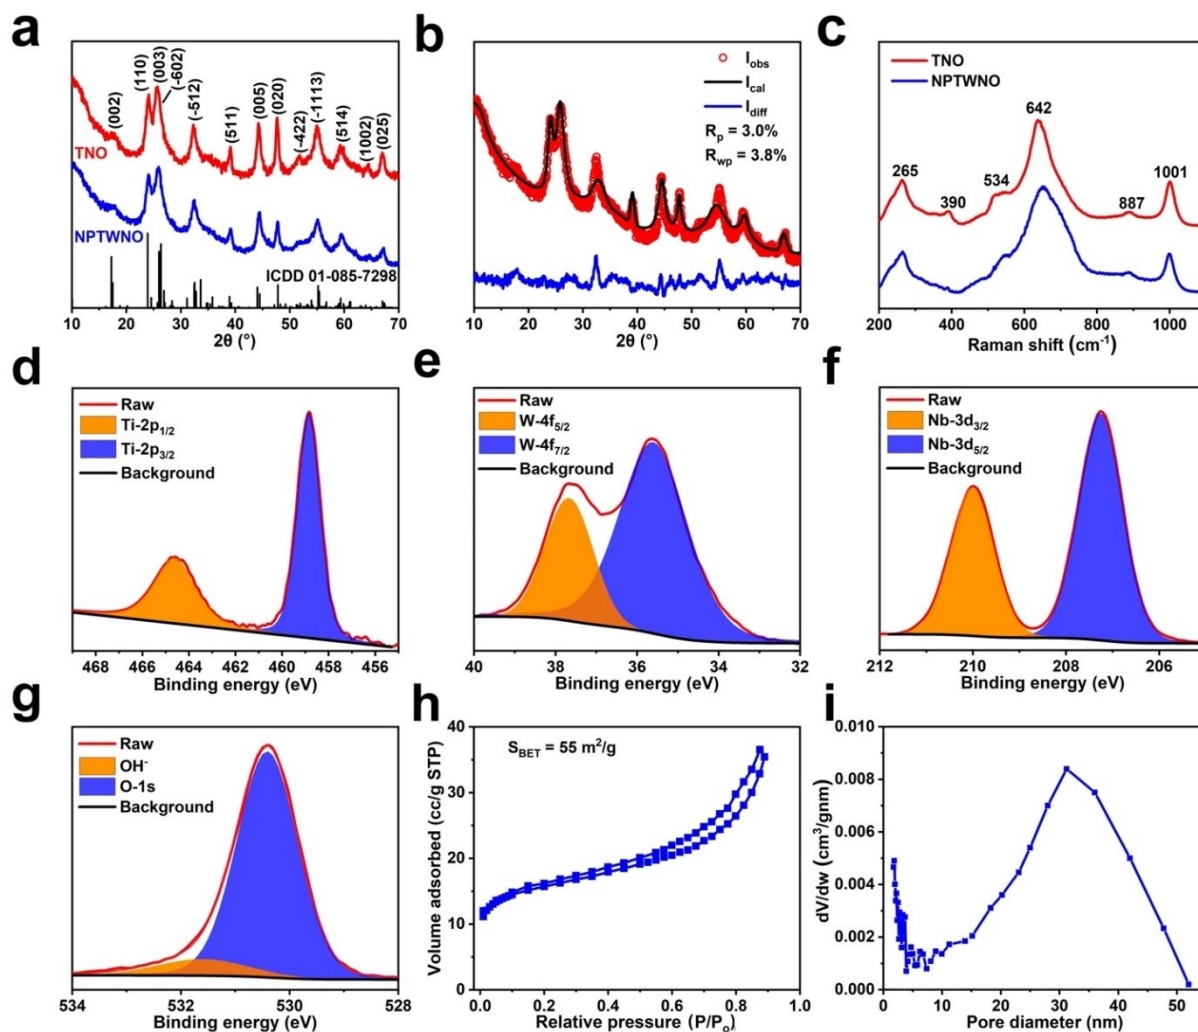 a
(002)
(110)
(003)
(-602)
(-512)
(511)
(005)
(020)
(-422)
(-1113)
(514)
(1002)
(025)
TNO
NPTWNO
ICDD 01-085-7298
10 20 30 40 50 60 70
2θ (°)
b
I_obs
I_cal
I_diff
R_p = 3.0%
R_wp = 3.8%
10 20 30 40 50 60 70
2θ (°)
c
TNO
NPTWNO
265
390
534
642
887
1001
200 400 600 800 1000
Raman shift (cm⁻¹)
d
Raw
Ti-2p₁/₂
Ti-2p₃/₂
Background
468 466 464 462 460 458 456
Binding energy (eV)
e
Raw
W-4f₅/₂
W-4f₇/₂
Background
40 38 36 34 32
Binding energy (eV)
f
Raw
Nb-3d₃/₂
Nb-3d₅/₂
Background
212 210 208 206
Binding energy (eV)
g
Raw
OH⁻
O-1s
Background
534 532 530 528
Binding energy (eV)
h
S_BET = 55 m²/g
Volume adsorbed (cc/g STP)
40
30
20
10
0
0.0 0.2 0.4 0.6 0.8 1.0
Relative pressure (P/P₀)
i
dV/dw (cm³/gnm)
0.010
0.008
0.006
0.004
0.002
0.000
0 10 20 30 40 50
Pore diameter (nm)